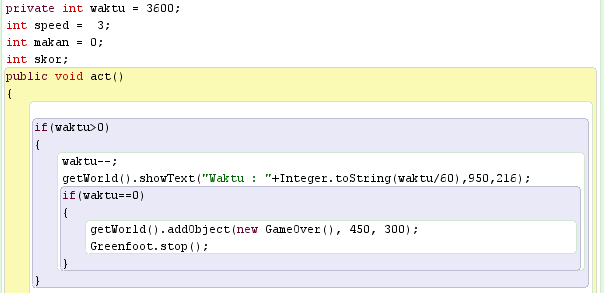 private int waktu = 3600;
int speed =  3;
int makan = 0;
int skor;
public void act()
{
if(waktu>0)
{
waktu--;
getWorld().showText("Waktu : "+Integer.toString(waktu/60),950,216);
if(waktu==0)
{
getWorld().addObject(new GameOver(), 450, 300);
Greenfoot.stop();
}
}